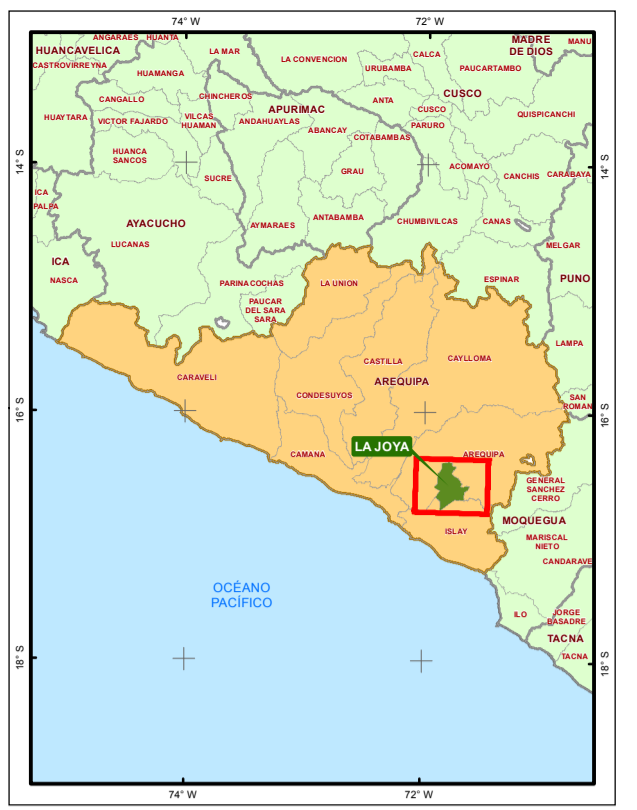 74° W
72° W
ANGARAES
HUANTA
HUANCAVELICA
CASTROVIRREYNA
LA MAR
LA CONVENCION
CALCA
MADRE
DE DIOS
MANU
URUBAMBA
PAUCARTAMBO
HUAMANGA
CUSCO
CANGALLO
CHINCHEROS
ANTA
APURIMAC
CUSCO
HUAYTARA
VICTOR FAJARDO
VILCAS
HUAMAN
ANDAHUAYLAS
ABANCAY
COTABAMBAS
PARURO
QUISPICANCHI
14° S
HUANCA
SANCOS
GRAU
ACOMAYO
CANCHIS
CARABAYA
14° S
SUCRE
ICA
PALPA
AYACUCHO
LUCANAS
AYMARAES
ANTABAMBA
CHUMBIVILCAS
CANAS
MELGAR
ICA
NASCA
PARINACOCHAS
LA UNION
ESPINAR
PUNO
PAUCAR
DEL SARA
SARA
LAMPA
CASTILLA
CAYLLOMA
CARAVELI
AREQUIPA
CONDESUYOS
SAN
ROMAN
16° S
16° S
LA JOYA
CAMANA
AREQUIPA
GENERAL
SANCHEZ
CERRO
MOQUEGUA
ISLAY
MARISCAL
NIETO
CANDARAVE
OCÉANO
PACÍFICO
ILO
JORGE
BASADRE
TACNA
TACNA
18° S
18° S
74° W
72° W